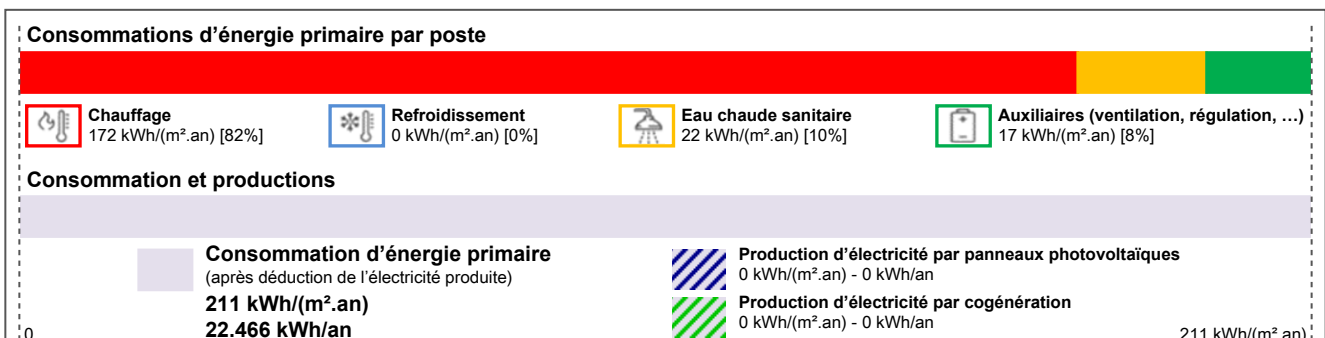 Consommations d’énergie primaire par poste
Chauffage
172 kWh/(m².an) [82%]
Refroidissement
0 kWh/(m².an) [0%]
Eau chaude sanitaire
22 kWh/(m².an) [10%]
Auxiliaires (ventilation, régulation, …)
17 kWh/(m².an) [8%]
Consommation et productions
Consommation d’énergie primaire
(après déduction de l’électricité produite)
211 kWh/(m².an)
22.466 kWh/an
Production d’électricité par panneaux photovoltaïques
0 kWh/(m².an) - 0 kWh/an
Production d’électricité par cogénération
0 kWh/(m².an) - 0 kWh/an
0
211 kWh/(m².an)